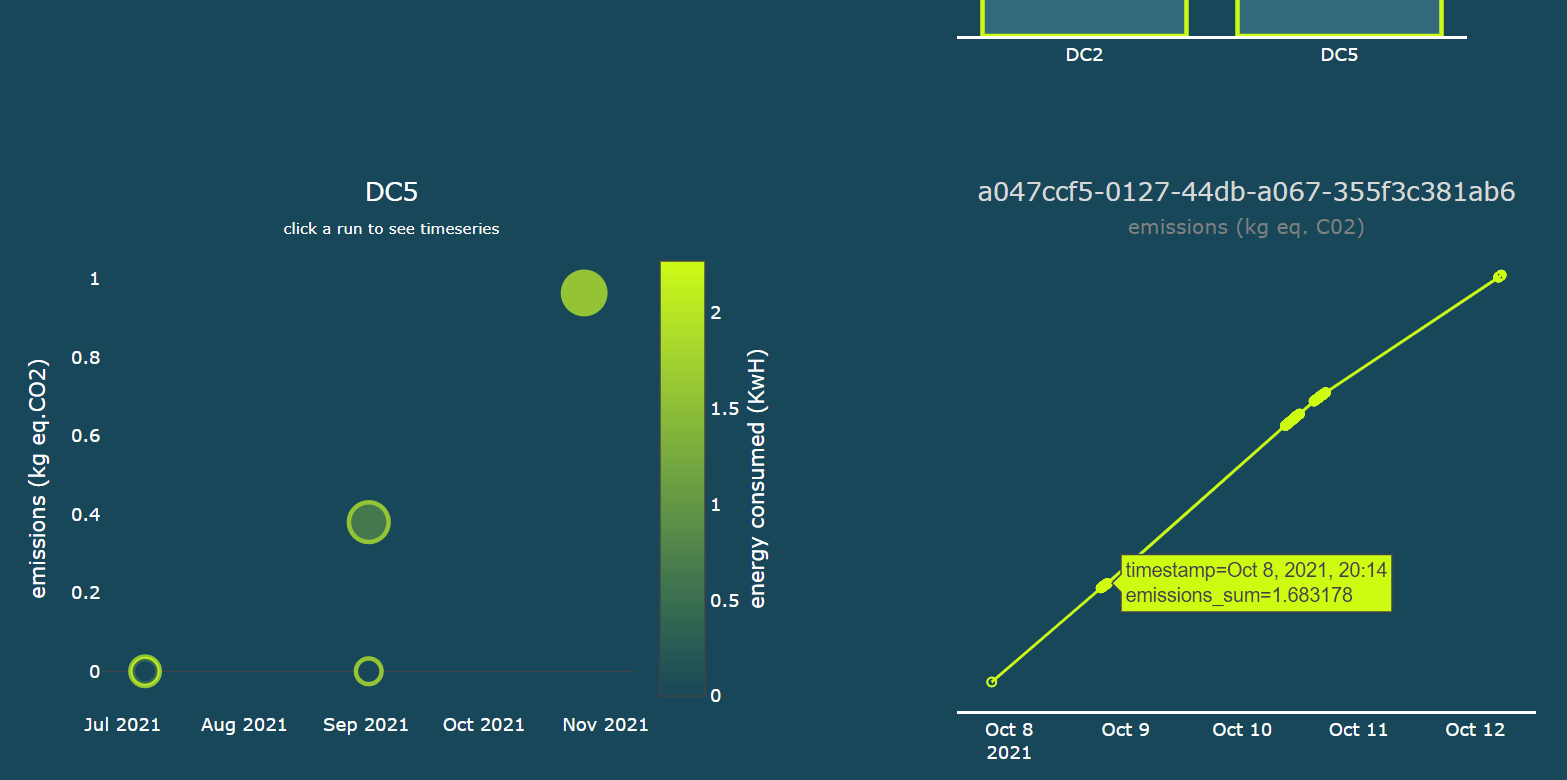 DC2
DC5
DC5
click a run to see timeseries
emissions (kg eq.CO2)
1
0.8
0.6
0.4
0.2
0
Jul 2021
Aug 2021
Sep 2021
Oct 2021
Nov 2021
2
1.5
1
0.5
0
energy consumed (KwH)
a047ccf5-0127-44db-a067-355f3c381ab6
emissions (kg eq. C02)
timestamp=Oct 8, 2021, 20:14
emissions_sum=1.683178
Oct 8
2021
Oct 9
Oct 10
Oct 11
Oct 12